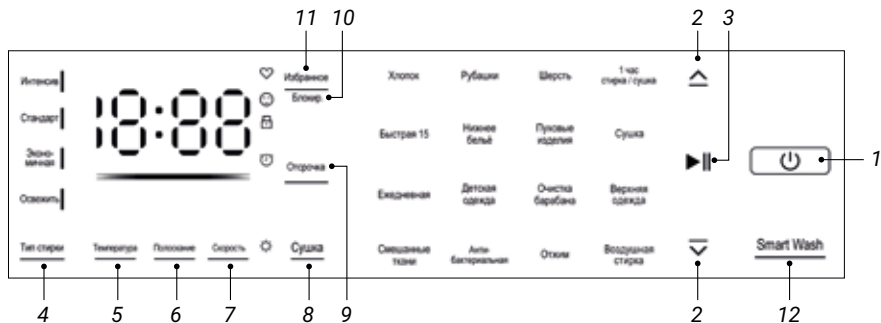 11
10
2
3
Интенсив
Стандарт
Эконо-
мичная
Освежить
Тип стирки
18:88
Температура
Полоскание
Скорость
Избранное
Блокир.
Отсрочка
Сушка
Хлопок
Рубашки
Шерсть
1 час
стирка / сушка
Быстрая 15
Нижнее
бельё
Пуховые
изделия
Сушка
Ежедневная
Детская
одежда
Очистка
барабана
Верхняя
одежда
Смешанные
ткани
Анти-
бактериальная
Отжим
Воздушная
стирка
1
Smart Wash
4
5
6
7
8
9
2
12